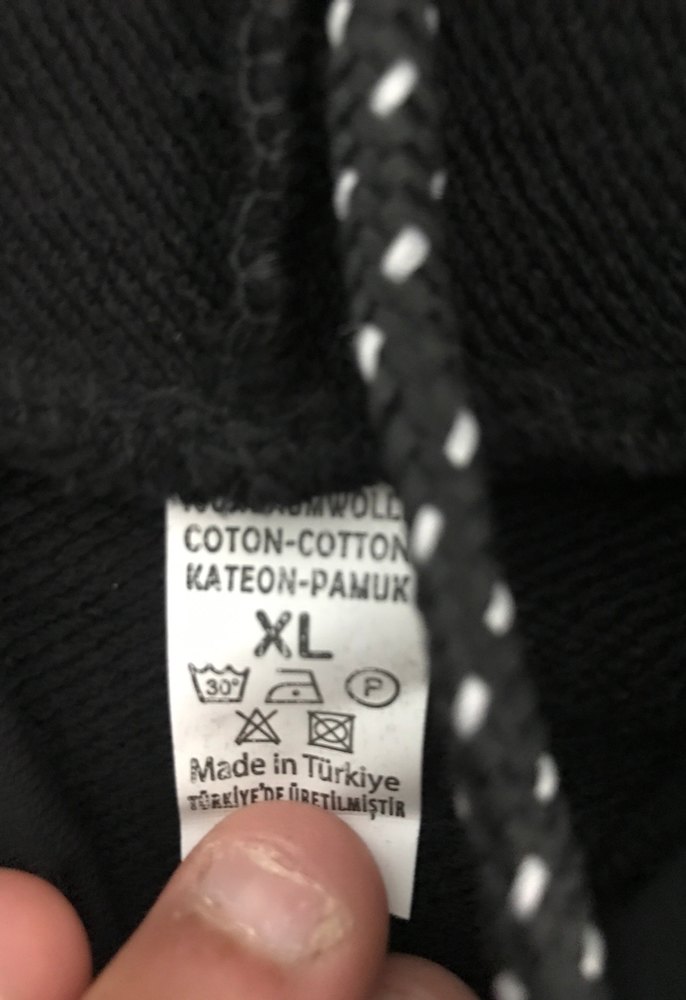 COTON-COTTON
KATEON-PAMUK
XL
30°
P
Made in Türkiye
TÜRKİYE'DE ÜRETİLMİŞTİR